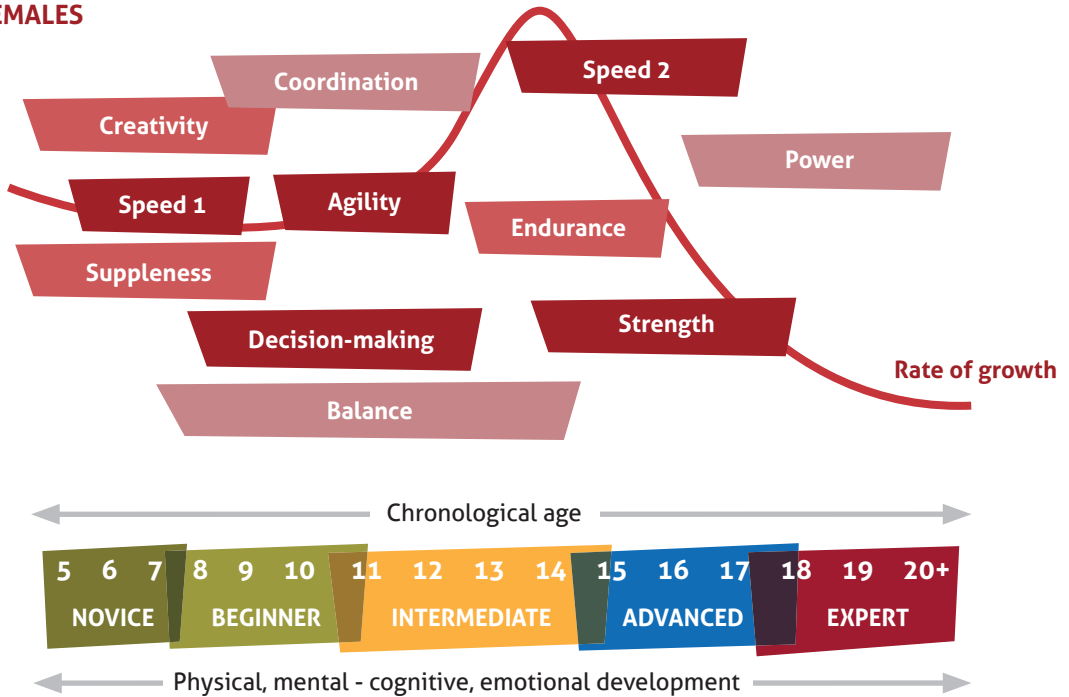 EMALES
Coordination
Speed 2
Creativity
Power
Speed 1
Agility
Endurance
Suppleness
Decision-making
Strength
Rate of growth
Balance
Chronological age
5 6 7 8 9 10 11 12 13 14 15 16 17 18 19 20+
NOVICE BEGINNER INTERMEDIATE ADVANCED EXPERT
Physical, mental - cognitive, emotional development